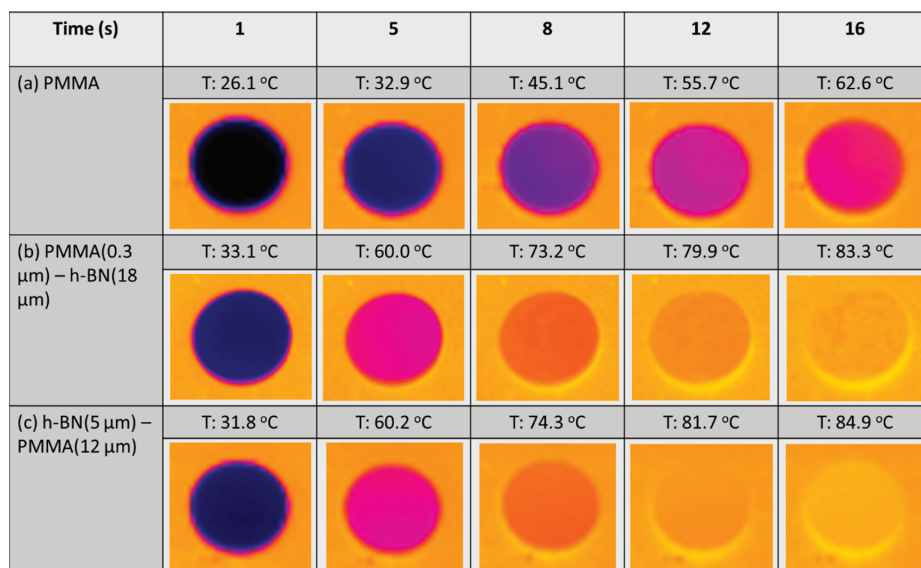 Time (s) 1 5 8 12 16
(a) PMMA T: 26.1 °C T: 32.9 °C T: 45.1 °C T: 55.7 °C T: 62.6 °C
(b) PMMA(0.3 T: 33.1 °C T: 60.0 °C T: 73.2 °C T: 79.9 °C T: 83.3 °C
μm) – h-BN(18
μm)
(c) h-BN(5 μm) – T: 31.8 °C T: 60.2 °C T: 74.3 °C T: 81.7 °C T: 84.9 °C
PMMA(12 μm)